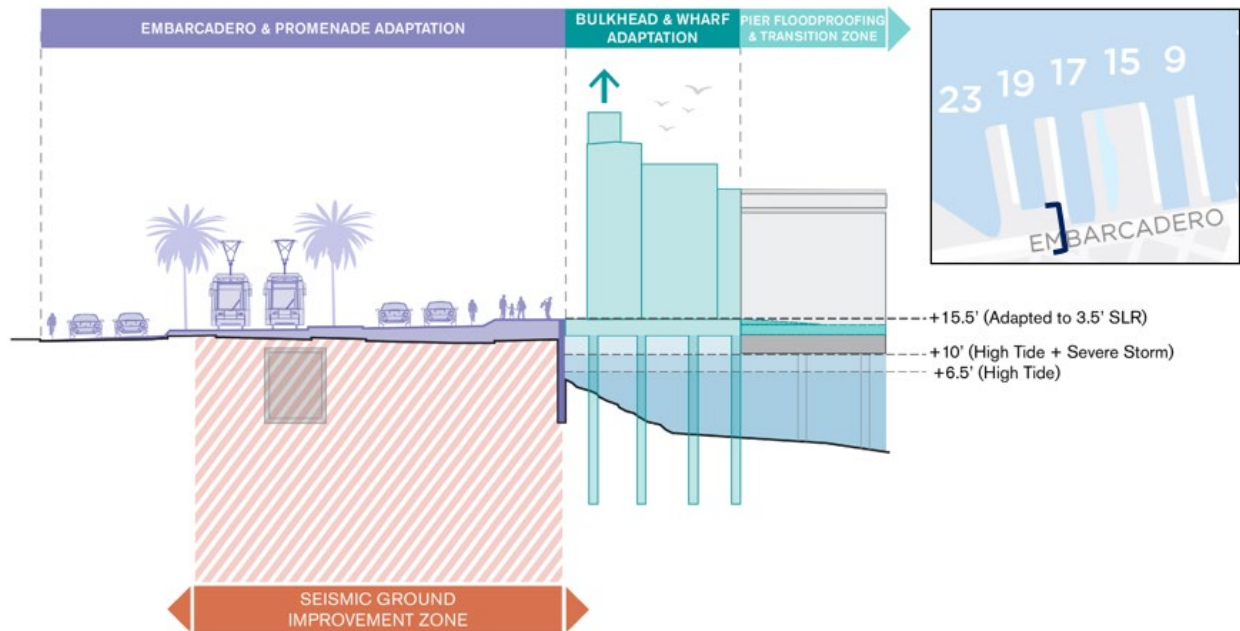 EMBARCADERO & PROMENADE ADAPTATION
BULKHEAD & WHARF
ADAPTATION
PIER FLOODPROOFING
& TRANSITION ZONE
23 19 17 15 9
EMBARCADERO
+15.5’ (Adapted to 3.5’ SLR)
+10’ (High Tide + Severe Storm)
+6.5’ (High Tide)
SEISMIC GROUND
IMPROVEMENT ZONE